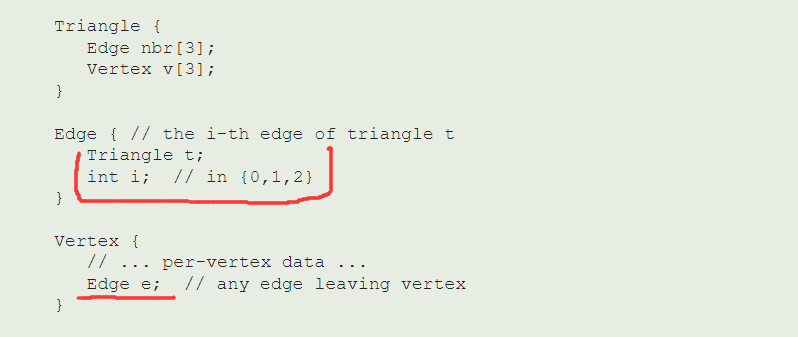 Triangle {
Edge nbr[3];
Vertex v[3];
}
Edge { // the i-th edge of triangle t
Triangle t;
int i; // in {0,1,2}
}
Vertex {
// ... per-vertex data ...
Edge e; // any edge leaving vertex
}